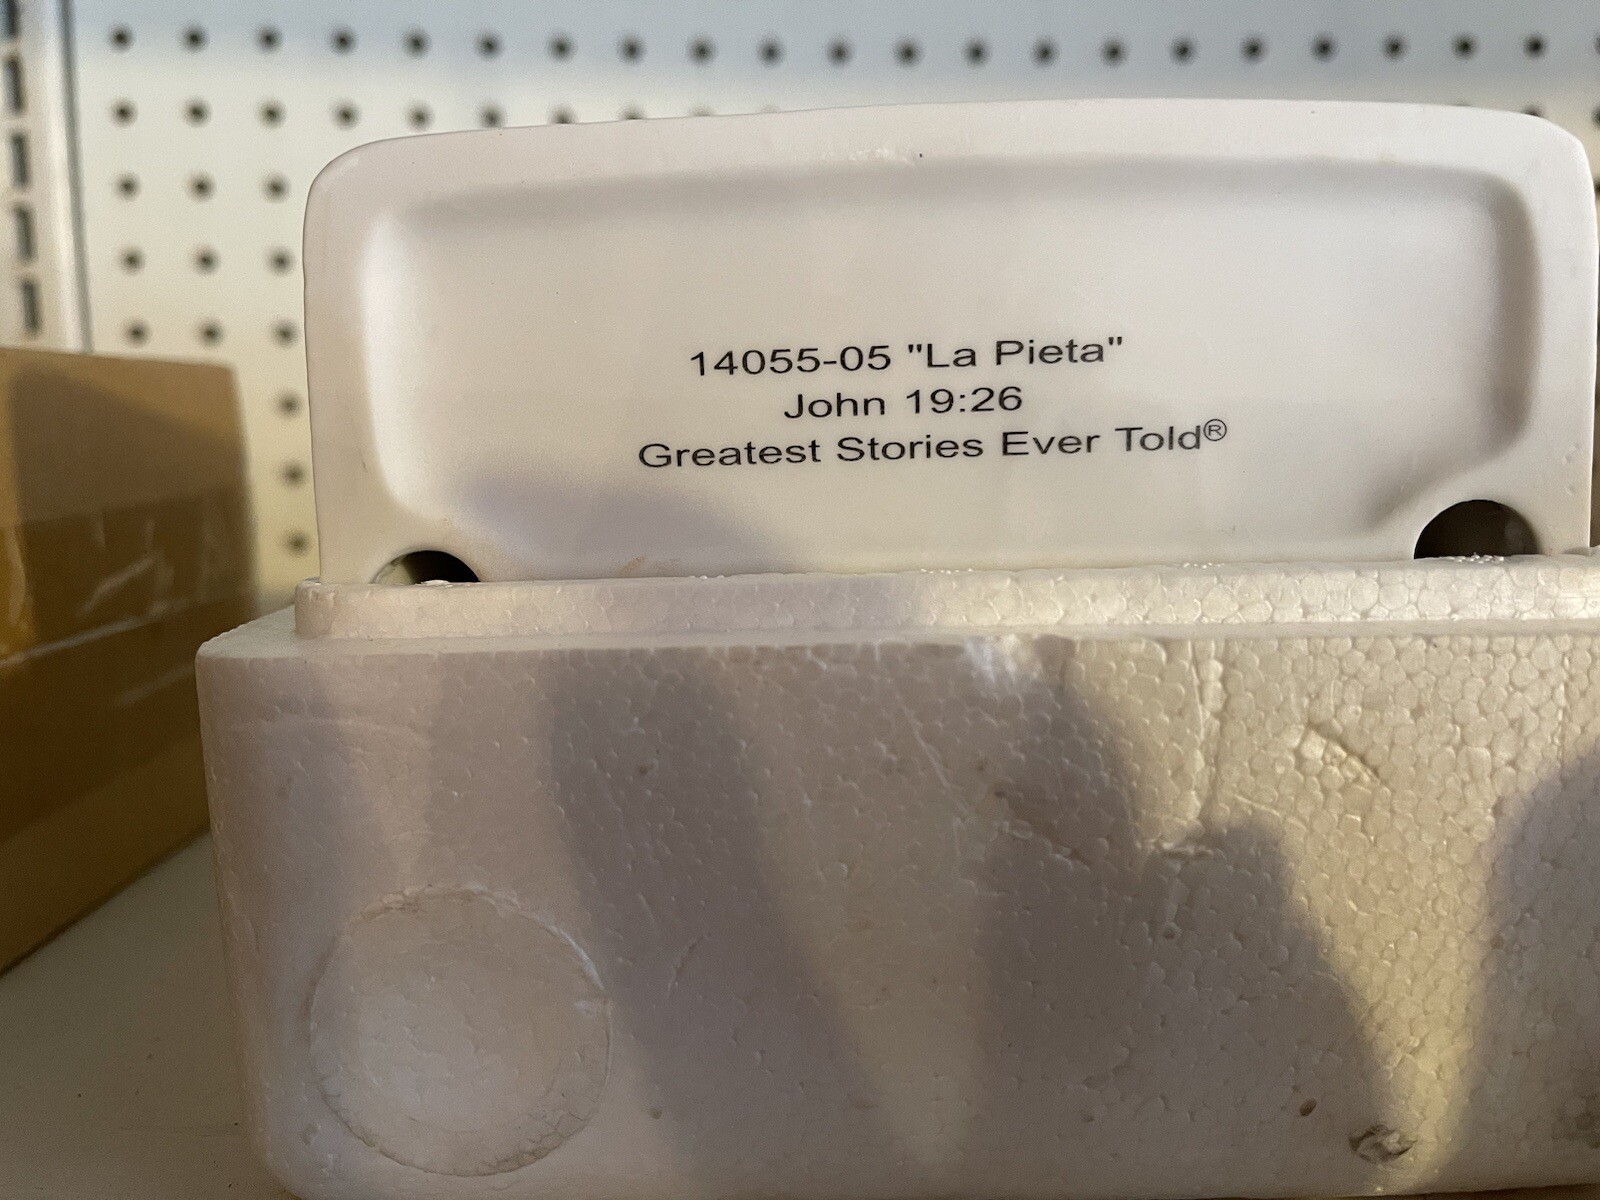 14055-05 "La Pieta"
John 19:26
Greatest Stories Ever Told®